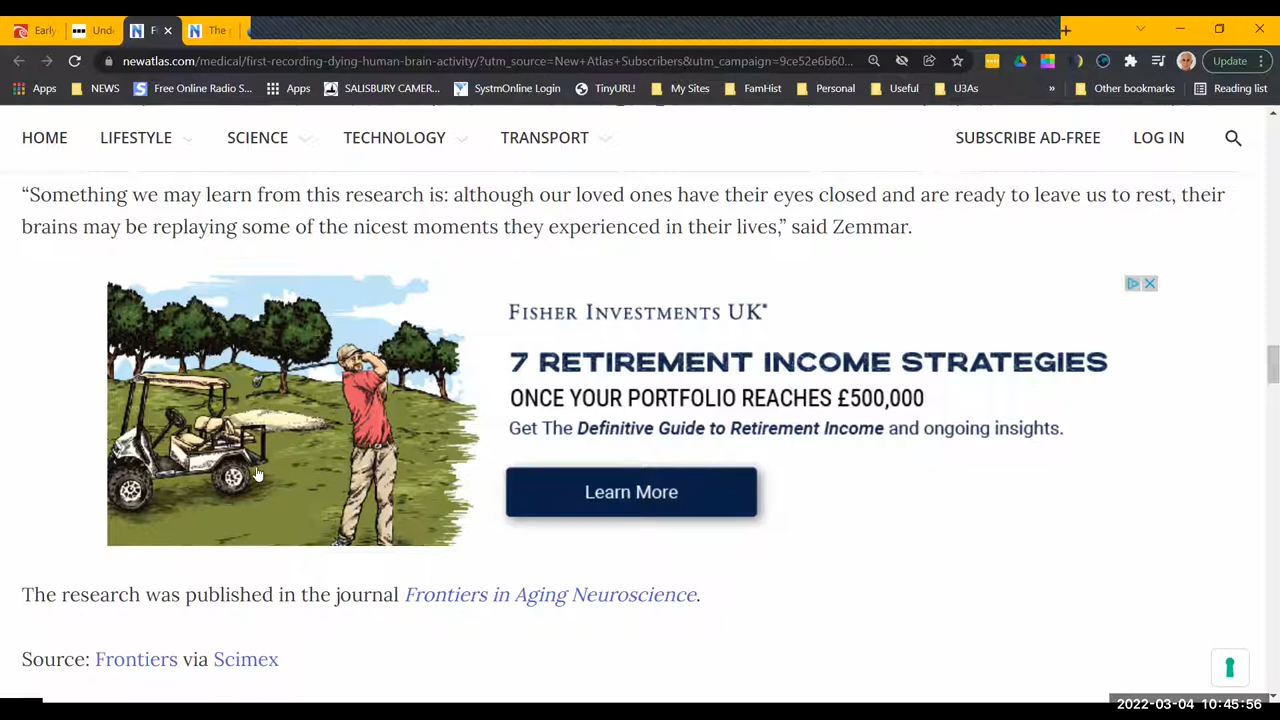 Early
Und
F
The
newatlas.com/medical/first-recording-dying-human-brain-activity/?utm_source=New+Atlas+Subscribers&utm_campaign=9ce52e6b60...
Update
Apps
NEWS
Free Online Radio S...
Apps
SALISBURY CAMER...
SystmOnline Login
TinyURL!
My Sites
FamHist
Personal
Useful
U3As
»
Other bookmarks
Reading list
HOME
LIFESTYLE
SCIENCE
TECHNOLOGY
TRANSPORT
SUBSCRIBE AD-FREE
LOG IN
“Something we may learn from this research is: although our loved ones have their eyes closed and are ready to leave us to rest, their
brains may be replaying some of the nicest moments they experienced in their lives,” said Zemmar.
FISHER INVESTMENTS UK*
7 RETIREMENT INCOME STRATEGIES
ONCE YOUR PORTFOLIO REACHES £500,000
Get The Definitive Guide to Retirement Income and ongoing insights.
Learn More
The research was published in the journal Frontiers in Aging Neuroscience.
Source: Frontiers via Scimex
2022-03-04 10:45:56